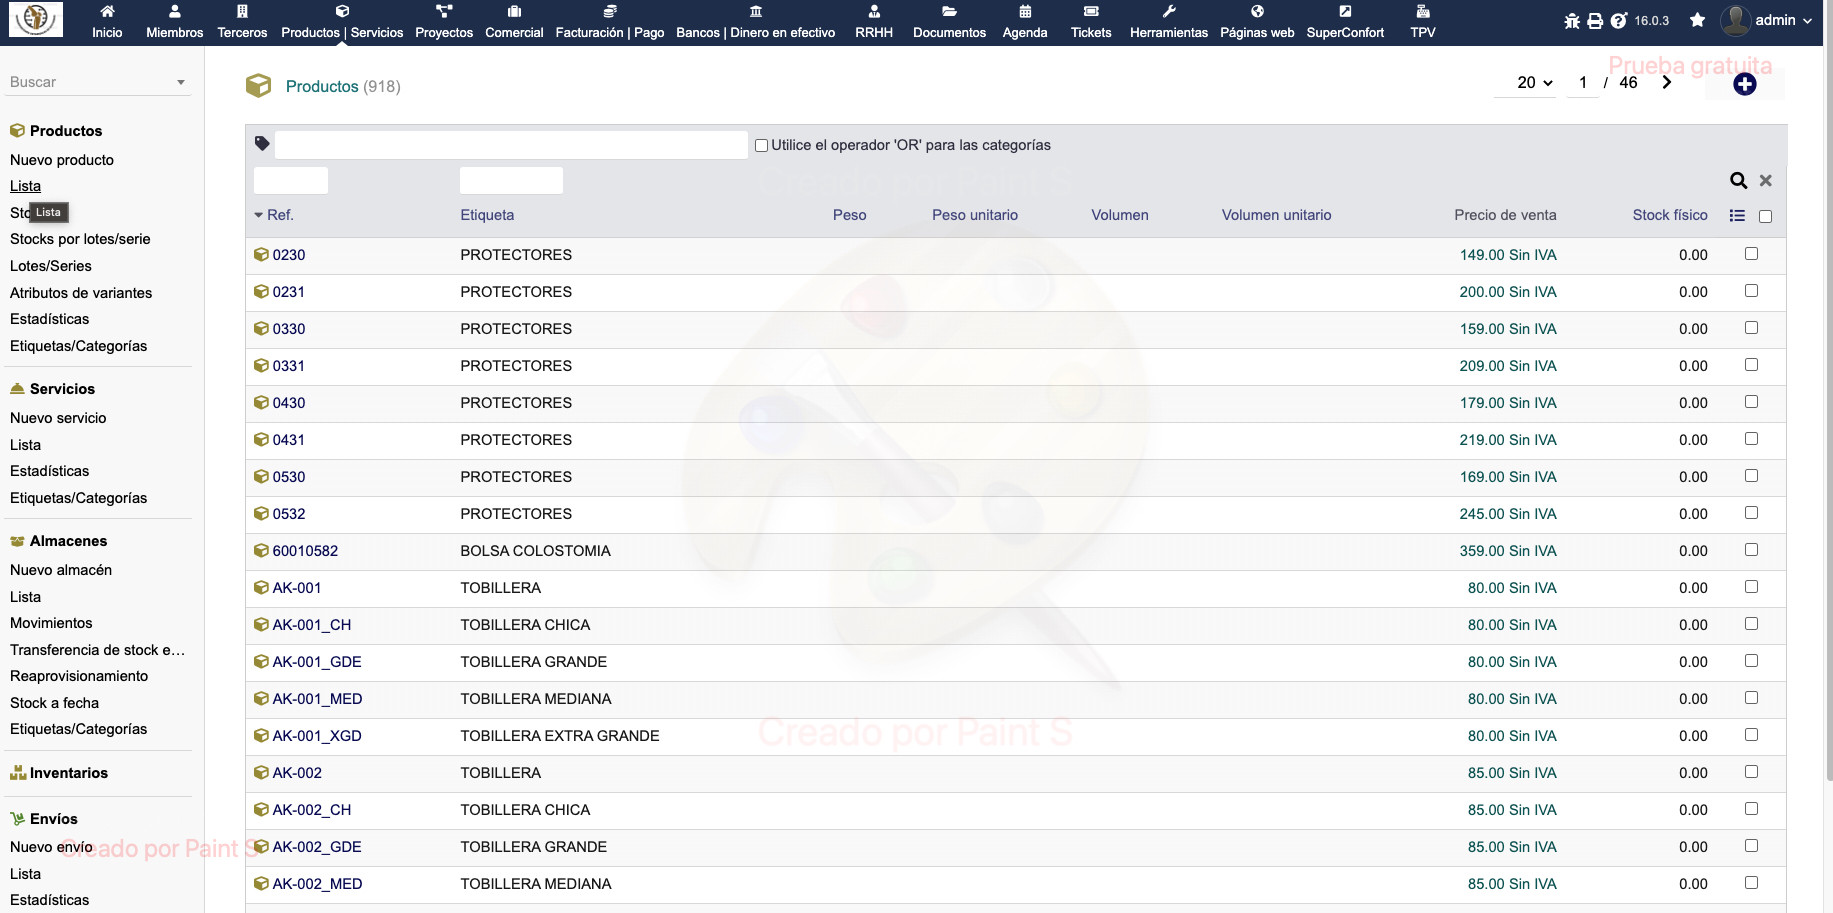 Inicio Miembros Terceros Productos | Servicios Proyectos Comercial Facturación | Pago Bancos | Dinero en efectivo RRHH Documentos Agenda Tickets Herramientas Páginas web SuperConfort TPV 16.0.3 admin
Buscar
Productos
Nuevo producto
Lista
Sto
Lista
Stocks por lotes/serie
Lotes/Series
Atributos de variantes
Estadísticas
Etiquetas/Categorías
Servicios
Nuevo servicio
Lista
Estadísticas
Etiquetas/Categorías
Almacenes
Nuevo almacén
Lista
Movimientos
Transferencia de stock e...
Reaprovisionamiento
Stock a fecha
Etiquetas/Categorías
Inventarios
Envíos
Nuevo envío
Lista
Estadísticas
Productos (918)
20 1 / 46
Prueba gratuita
Utilice el operador 'OR' para las categorías
Creado por Paint S
Ref. Etiqueta Peso Peso unitario Volumen Volumen unitario Precio de venta Stock físico
0230 PROTECTORES 149.00 Sin IVA 0.00
0231 PROTECTORES 200.00 Sin IVA 0.00
0330 PROTECTORES 159.00 Sin IVA 0.00
0331 PROTECTORES 209.00 Sin IVA 0.00
0430 PROTECTORES 179.00 Sin IVA 0.00
0431 PROTECTORES 219.00 Sin IVA 0.00
0530 PROTECTORES 169.00 Sin IVA 0.00
0532 PROTECTORES 245.00 Sin IVA 0.00
60010582 BOLSA COLOSTOMIA 359.00 Sin IVA 0.00
AK-001 TOBILLERA 80.00 Sin IVA 0.00
AK-001_CH TOBILLERA CHICA 80.00 Sin IVA 0.00
AK-001_GDE TOBILLERA GRANDE 80.00 Sin IVA 0.00
AK-001_MED TOBILLERA MEDIANA 80.00 Sin IVA 0.00
AK-001_XGD TOBILLERA EXTRA GRANDE 80.00 Sin IVA 0.00
Creado por Paint S
AK-002 TOBILLERA 85.00 Sin IVA 0.00
AK-002_CH TOBILLERA CHICA 85.00 Sin IVA 0.00
AK-002_GDE TOBILLERA GRANDE 85.00 Sin IVA 0.00
Creado por Paint S
AK-002_MED TOBILLERA MEDIANA 85.00 Sin IVA 0.00